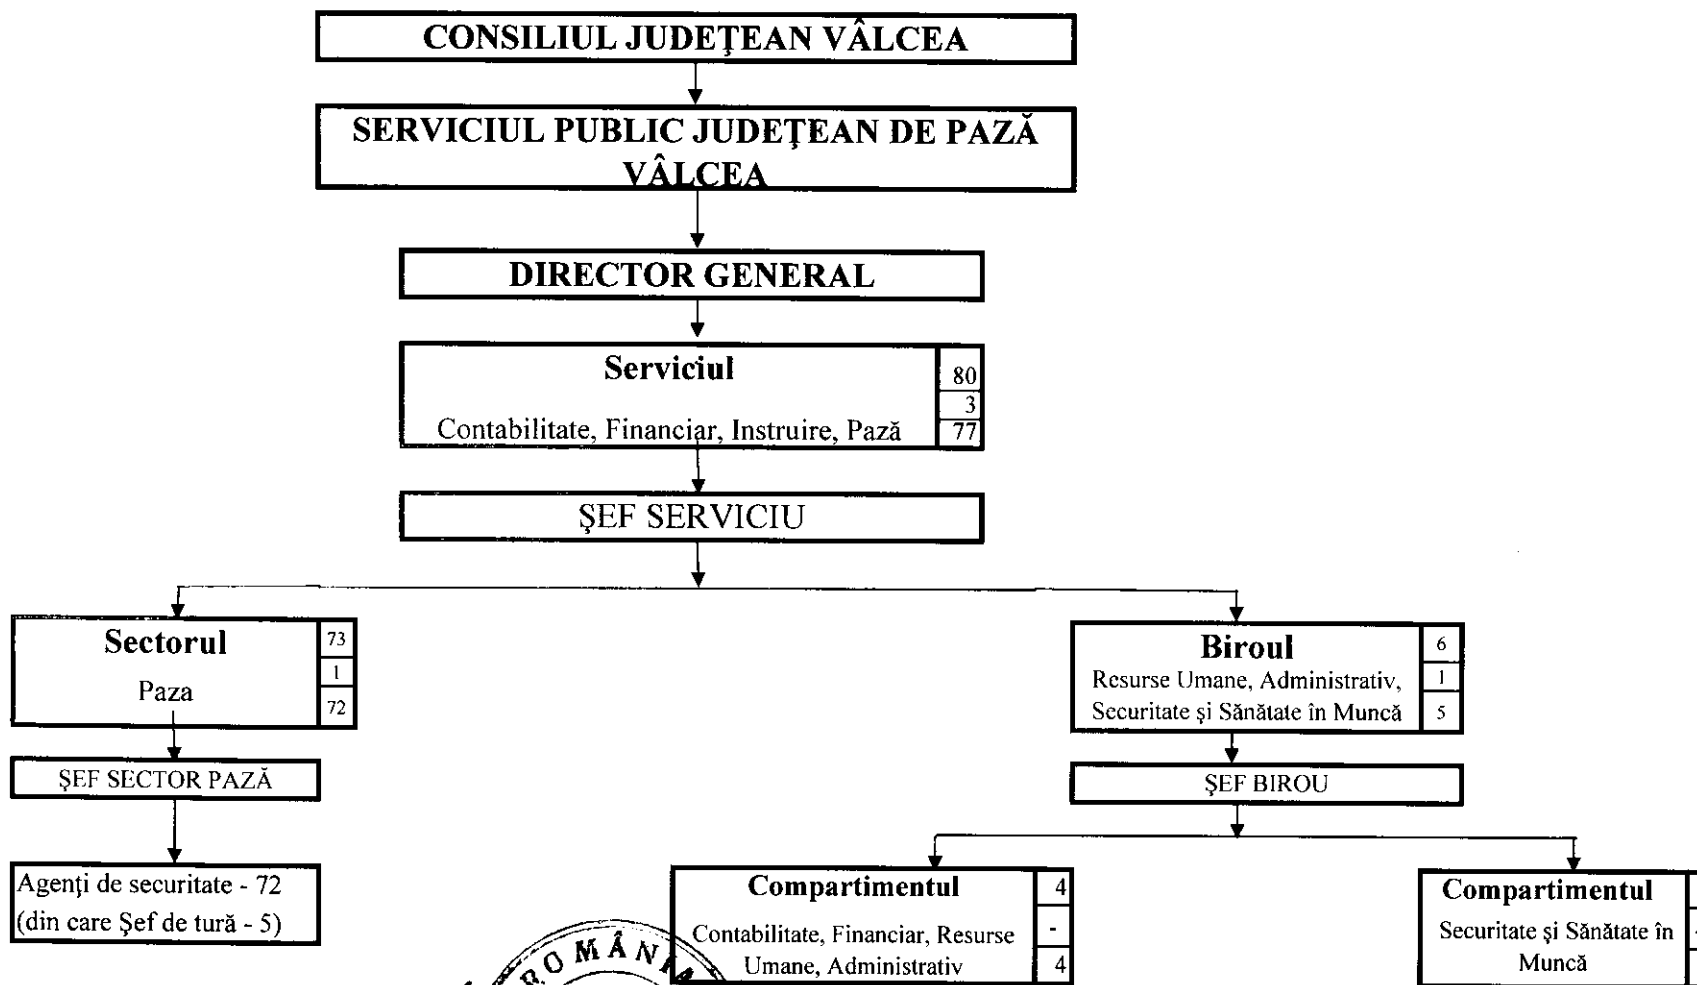 CONSILIUL JUDEŢEAN VÂLCEA
SERVICIUL PUBLIC JUDEŢEAN DE PAZĂ
VÂLCEA
DIRECTOR GENERAL
Serviciul
80
3
Contabilitate, Financiar, Instruire, Pază
77
ŞEF SERVICIU
Sectorul
73
1
Paza
72
Biroul
6
Resurse Umane, Administrativ,
1
Securitate şi Sănătate în Muncă
5
ŞEF SECTOR PAZĂ
ŞEF BIROU
Agenţi de securitate - 72
(din care Şef de tură - 5)
Compartimentul
4
-
Contabilitate, Financiar, Resurse
Umane, Administrativ
4
Compartimentul
Securitate şi Sănătate în
Muncă
ROMÂNIA